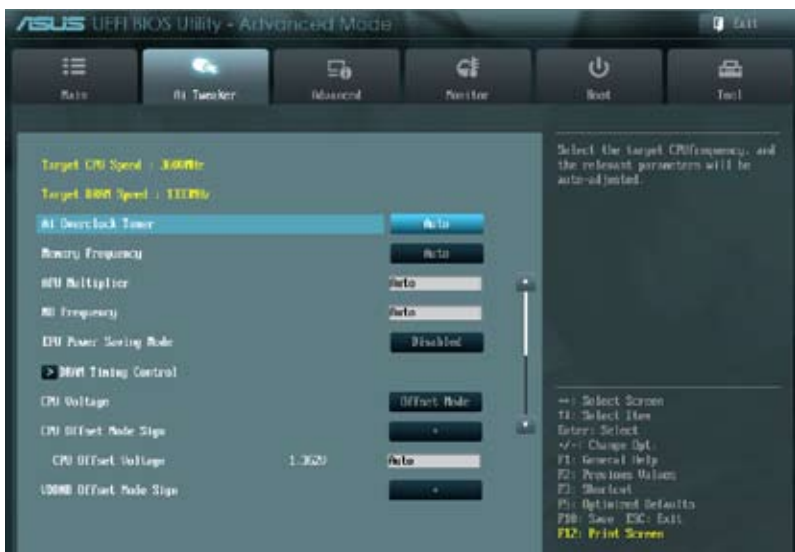 ASUS UEFI BIOS Utility - Advanced Mode
Exit
Main
Ai Tweaker
Advanced
Monitor
Boot
Tool
Target CPU Speed :
Target DRAM Speed :
Ai Overclock Tuner
Auto
Memory Frequency
Auto
APU Multiplier
Auto
NB Frequency
Auto
EPU Power Saving Mode
Disabled
> DRAM Timing Control
CPU Voltage
Offset Mode
CPU Offset Mode Sign
+
CPU Offset Voltage
Auto
VDDNB Offset Mode Sign
+
Select the target CPU frequency, and
the relevant parameters will be
auto-adjusted.
: Select Screen
: Select Item
Enter: Select
+/-: Change Opt.
F1: General Help
F2: Previous Values
F3: Shortcut
F5: Optimized Defaults
F10: Save ESC: Exit
F12: Print Screen